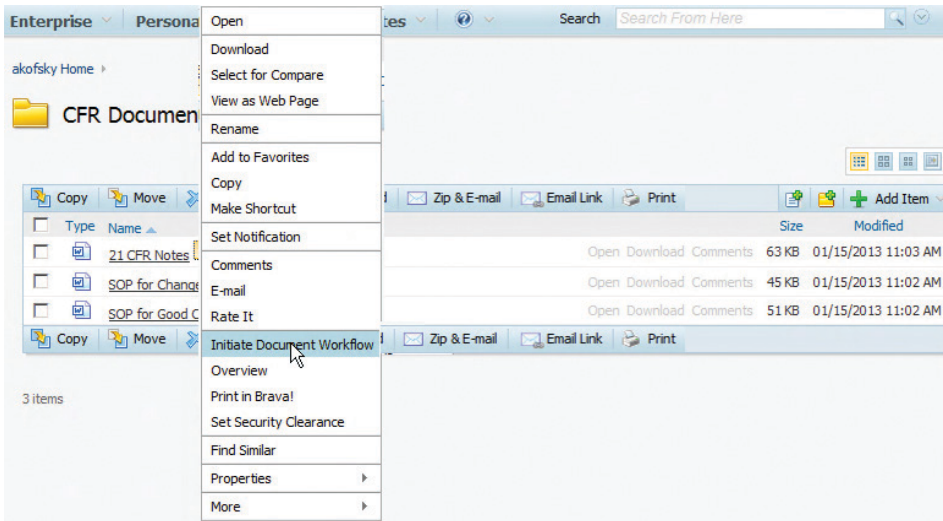 Enterprise Persona tes Search Search From Here
akofsky Home
CFR Documen
Open
Download
Select for Compare
View as Web Page
Rename
Add to Favorites
Copy
Make Shortcut
Set Notification
Comments
E-mail
Rate It
Initiate Document Workflow
Overview
Print in Brava!
Set Security Clearance
Find Similar
Properties
More
Copy Move Zip & E-mail Email Link Print Add Item
Type Name Size Modified
21 CFR Notes Open Download Comments 63 KB 01/15/2013 11:03 AM
SOP for Change Open Download Comments 45 KB 01/15/2013 11:02 AM
SOP for Good C Open Download Comments 51 KB 01/15/2013 11:02 AM
Copy Move Zip & E-mail Email Link Print
3 items